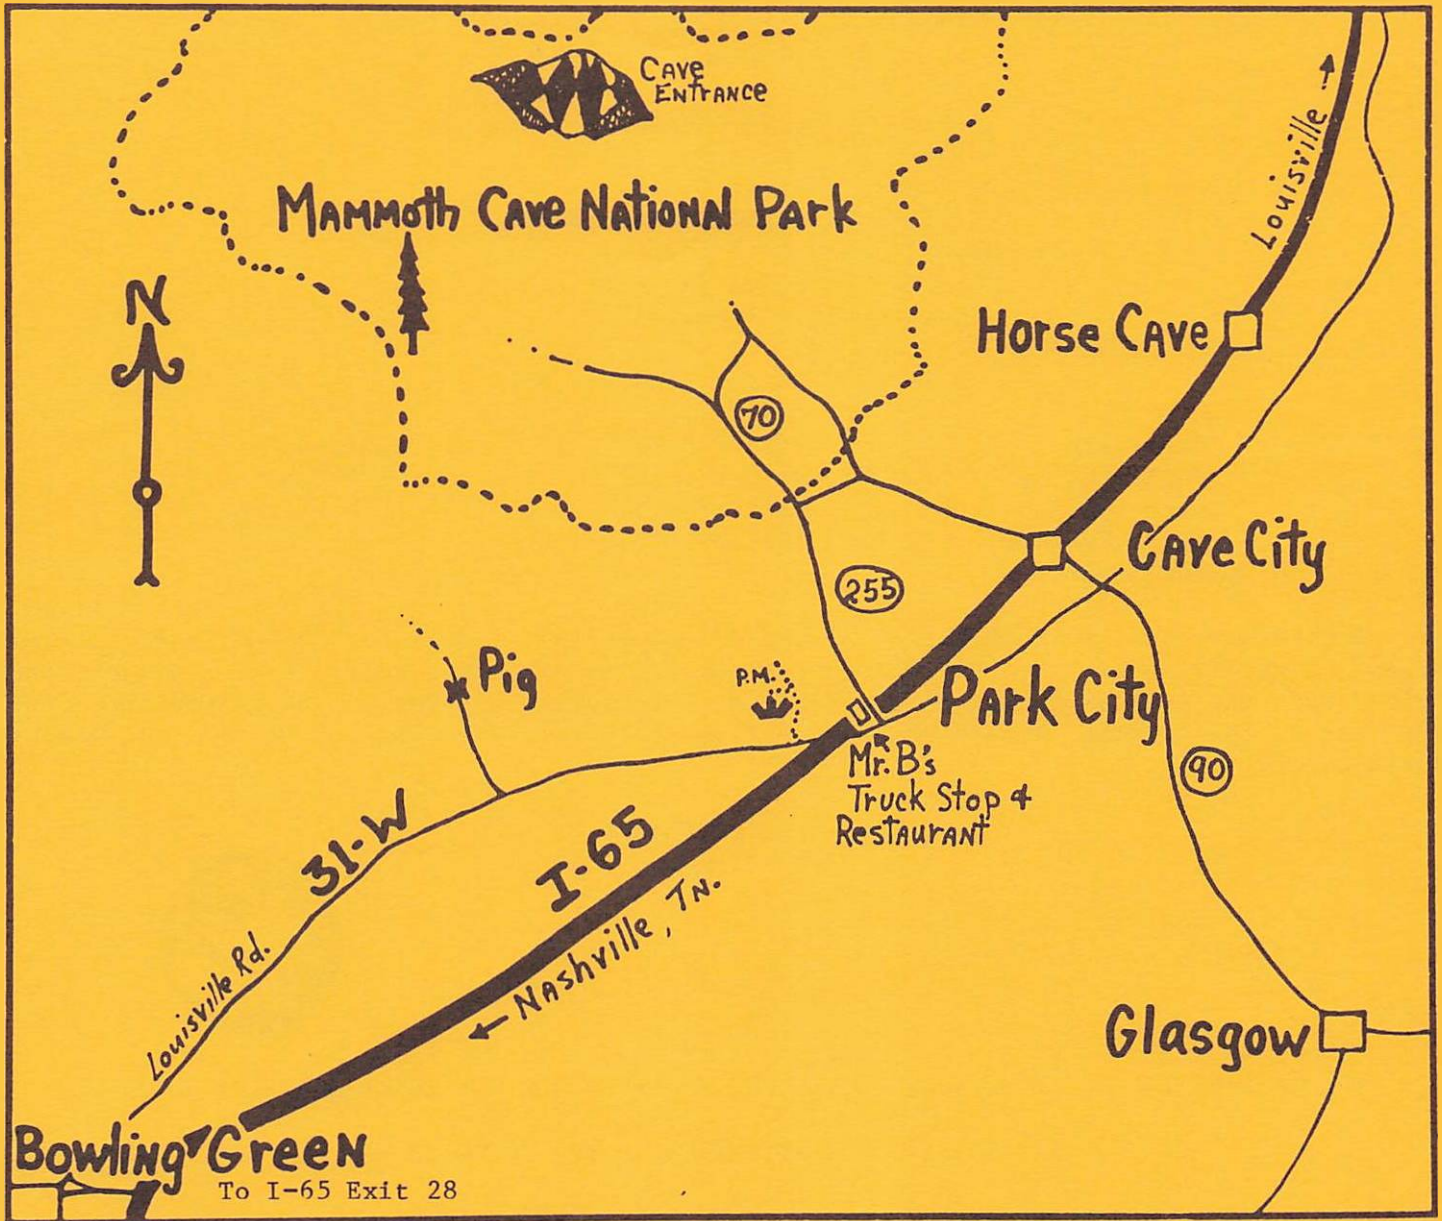 Cave
Entrance
Mammoth Cave National Park
N
Louisville
Horse Cave
70
Cave City
255
Pig
P.M.
Park City
Mr. B's
Truck Stop &
Restaurant
90
31-W
I-65
Nashville, TN.
Louisville Rd.
Glasgow
Bowling Green
To I-65 Exit 28